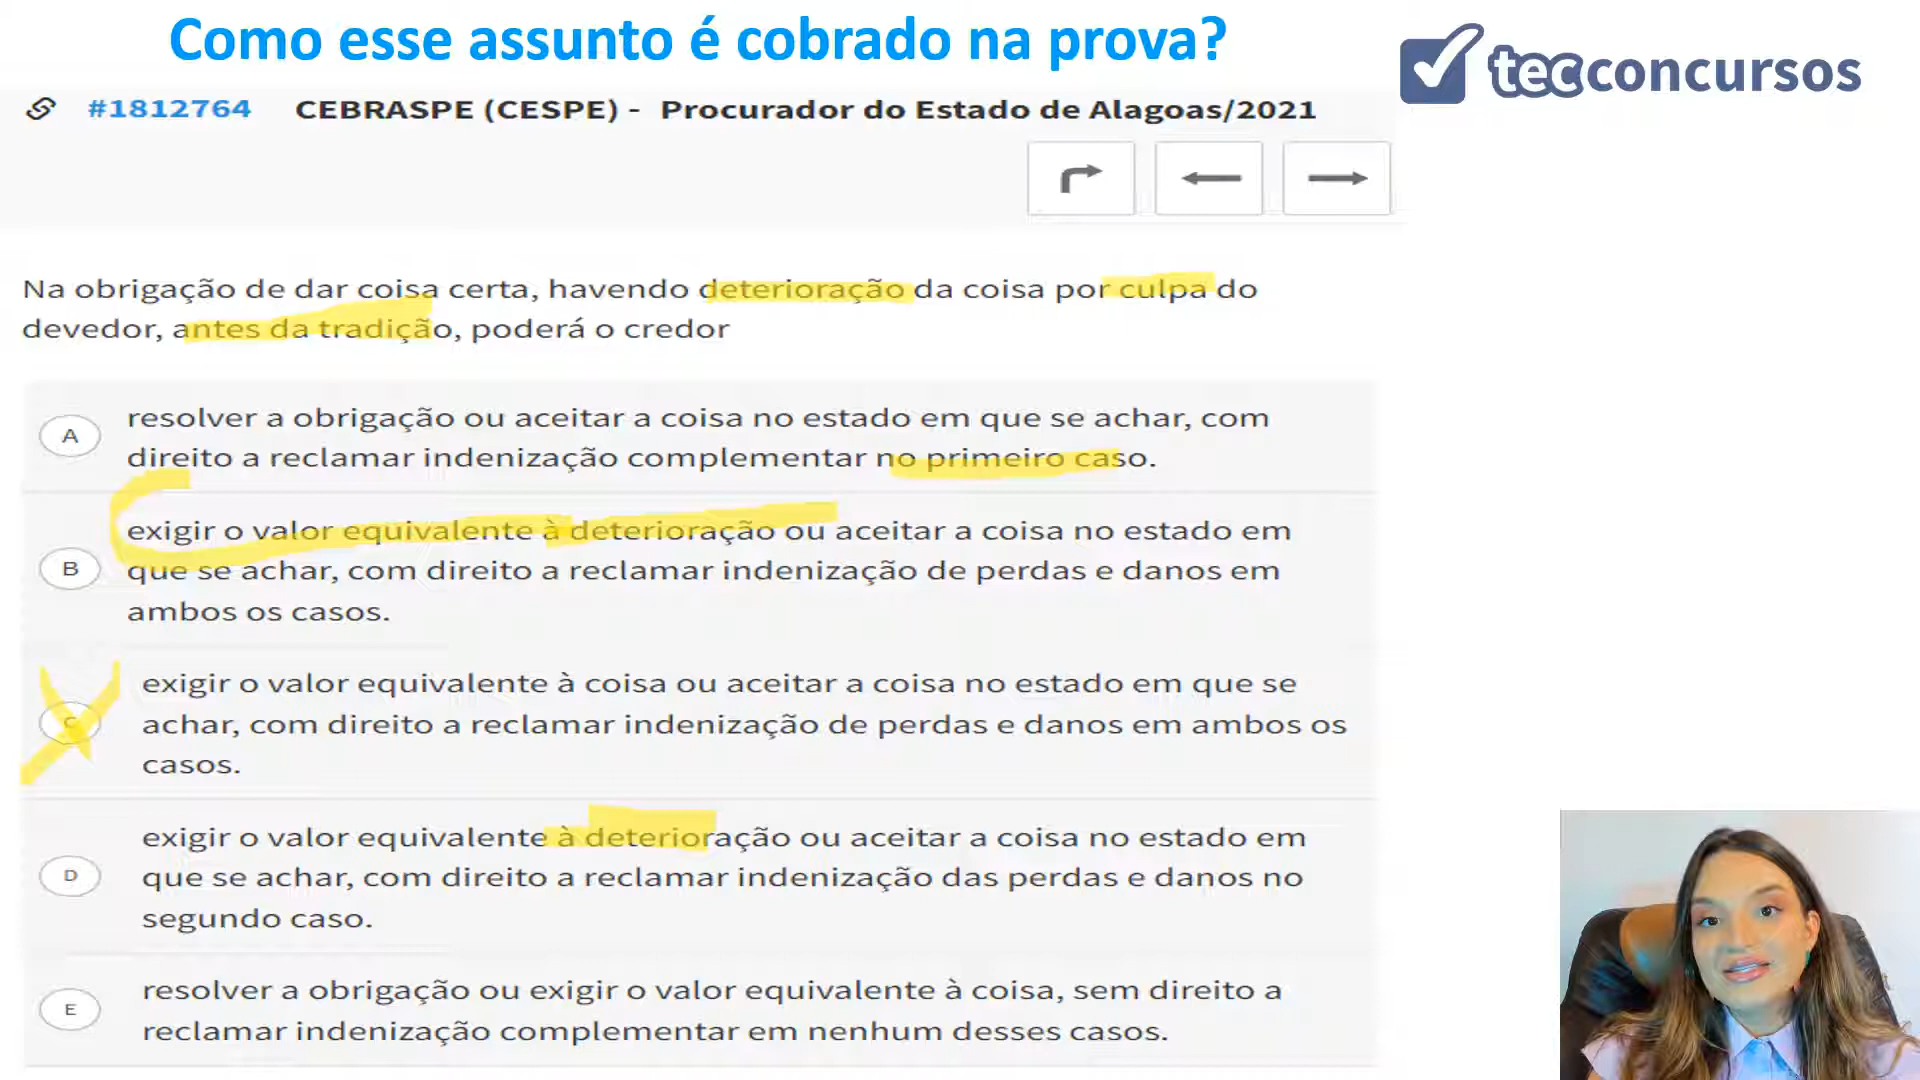 Como esse assunto é cobrado na prova?
tecconcursos
#1812764 CEBRASPE (CESPE) - Procurador do Estado de Alagoas/2021
Na obrigação de dar coisa certa, havendo deterioração da coisa por culpa do
devedor, antes da tradição, poderá o credor
A
resolver a obrigação ou aceitar a coisa no estado em que se achar, com
direito a reclamar indenização complementar no primeiro caso.
B
exigir o valor equivalente à deterioração ou aceitar a coisa no estado em
que se achar, com direito a reclamar indenização de perdas e danos em
ambos os casos.
C
exigir o valor equivalente à coisa ou aceitar a coisa no estado em que se
achar, com direito a reclamar indenização de perdas e danos em ambos os
casos.
D
exigir o valor equivalente à deterioração ou aceitar a coisa no estado em
que se achar, com direito a reclamar indenização das perdas e danos no
segundo caso.
E
resolver a obrigação ou exigir o valor equivalente à coisa, sem direito a
reclamar indenização complementar em nenhum desses casos.